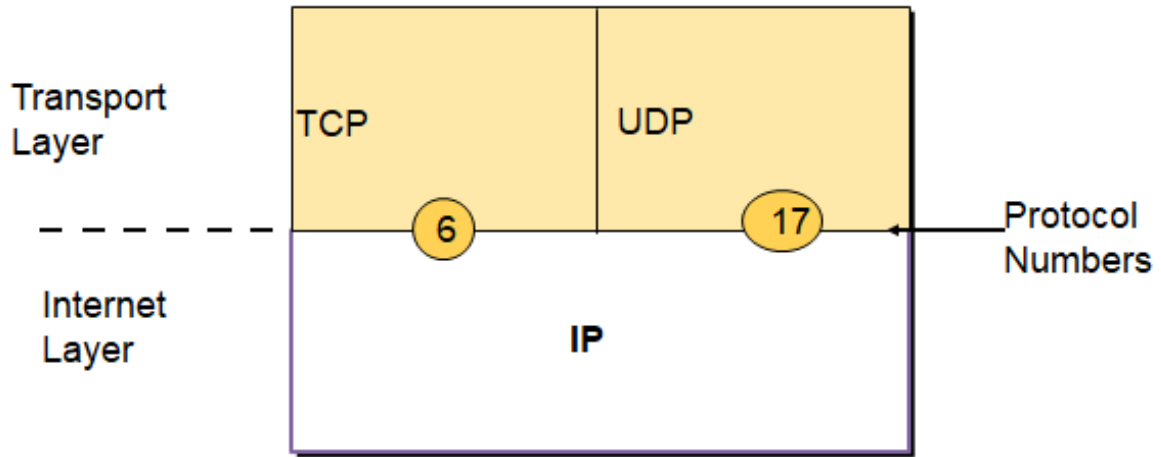 Transport
Layer
TCP
UDP
6
17
Protocol
Numbers
Internet
Layer
IP